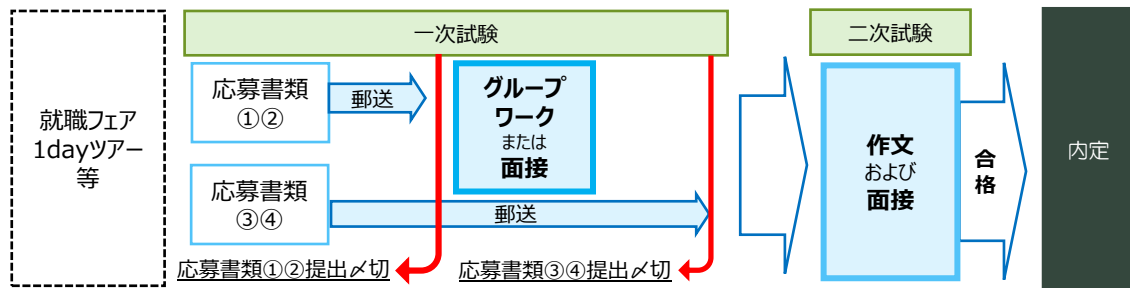 就職フェア
1dayツアー
等
一次試験
応募書類
①②
郵送
グループ
ワーク
または
面接
応募書類
③④
郵送
応募書類①②提出〆切
応募書類③④提出〆切
二次試験
作文
および
面接
合
格
内定